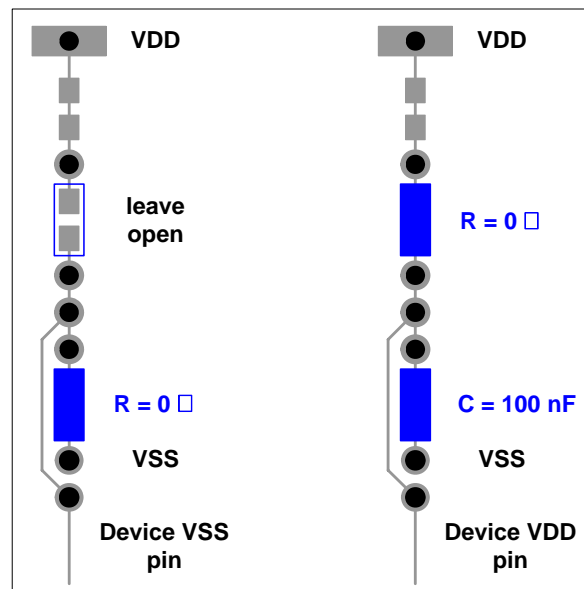 VDD
leave
open
R = 0 □
VSS
Device VSS
pin
VDD
R = 0 □
C = 100 nF
VSS
Device VDD
pin